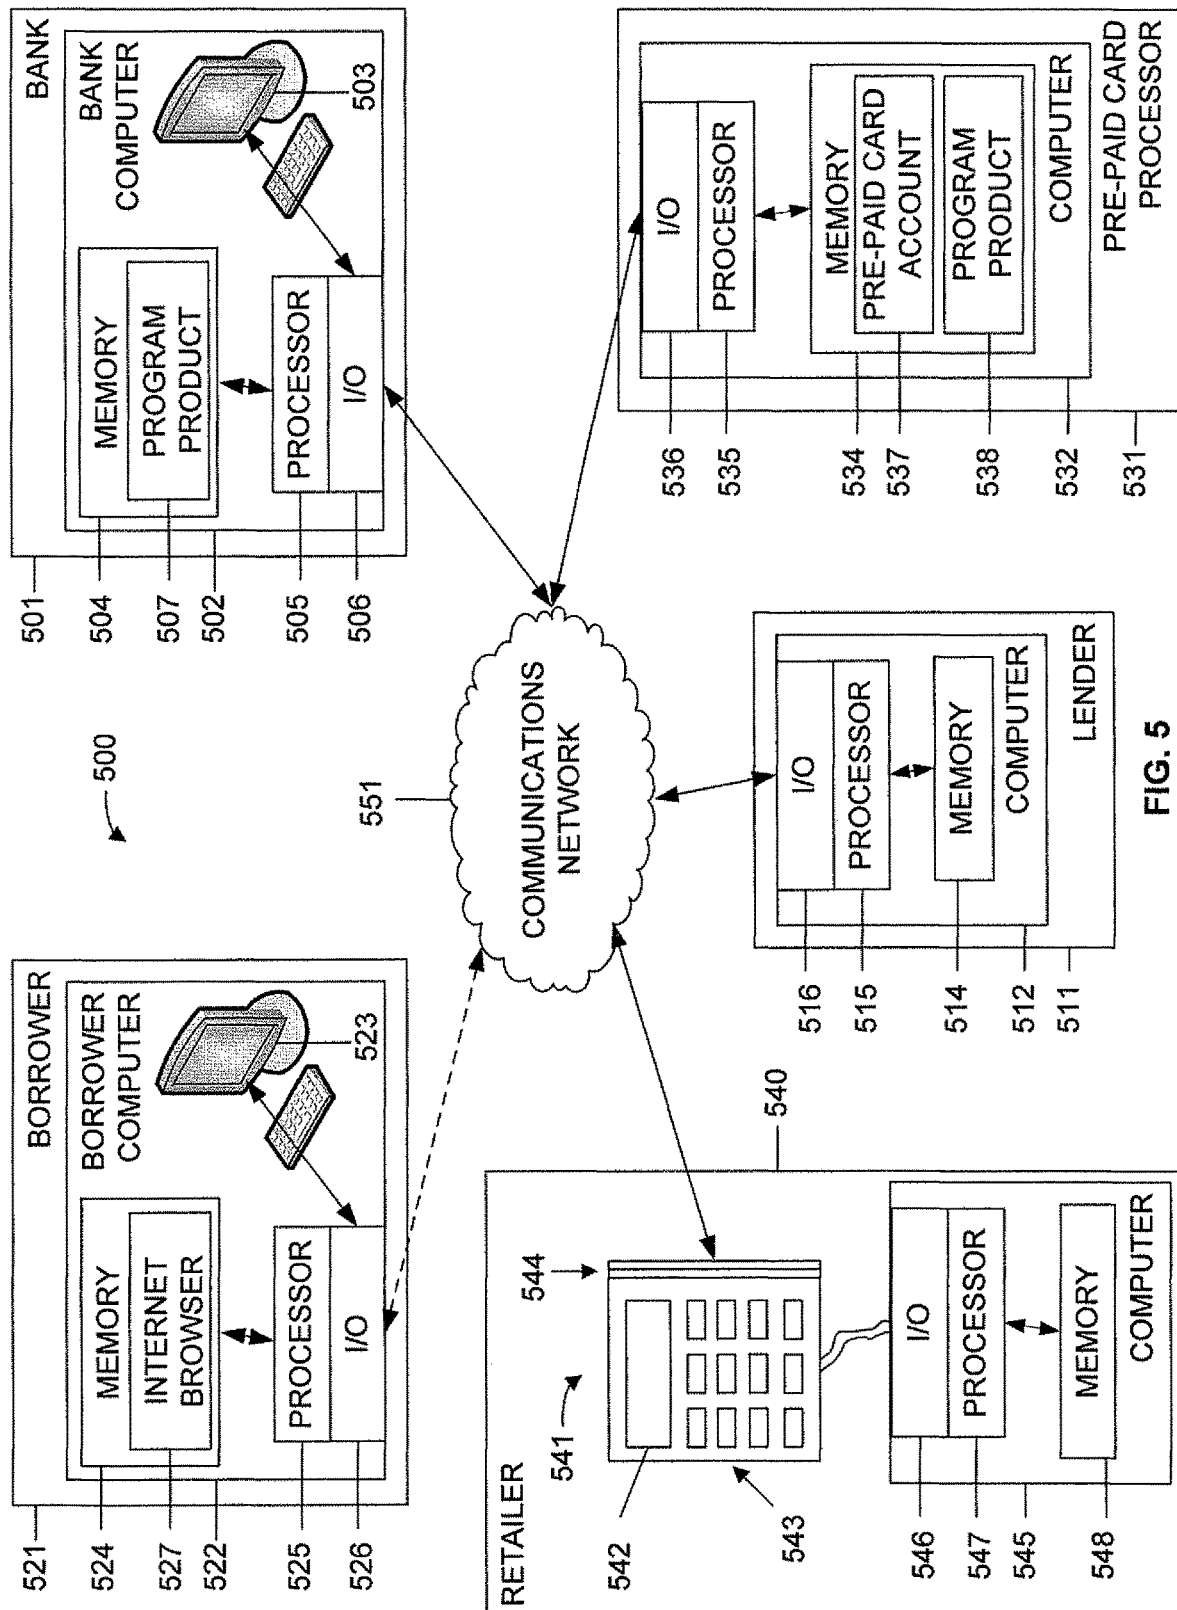 500
521
524
527
522
525
526
BORROWER
BORROWER
COMPUTER
MEMORY
INTERNET
BROWSER
PROCESSOR
I/O
523
501
504
507
502
505
506
BANK
BANK
COMPUTER
MEMORY
PROGRAM
PRODUCT
PROCESSOR
I/O
503
551
COMMUNICATIONS
NETWORK
RETAILER
541
544
542
543
540
546
547
545
548
I/O
PROCESSOR
MEMORY
COMPUTER
516
515
514
512
511
I/O
PROCESSOR
MEMORY
COMPUTER
LENDER
536
535
534
537
538
532
531
I/O
PROCESSOR
MEMORY
PRE-PAID CARD
ACCOUNT
PROGRAM
PRODUCT
COMPUTER
PRE-PAID CARD
PROCESSOR
FIG. 5